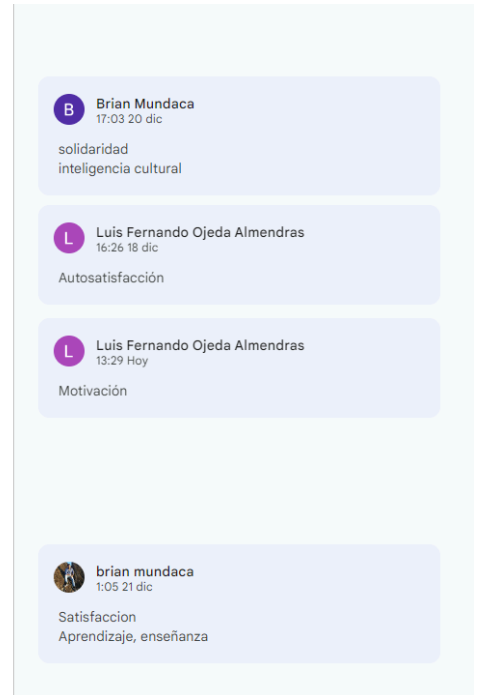 B
Brian Mundaca
17:03 20 dic
solidaridad
inteligencia cultural
L
Luis Fernando Ojeda Almendras
16:26 18 dic
Autosatisfacción
L
Luis Fernando Ojeda Almendras
13:29 Hoy
Motivación
brian mundaca
1:05 21 dic
Satisfaccion
Aprendizaje, enseñanza